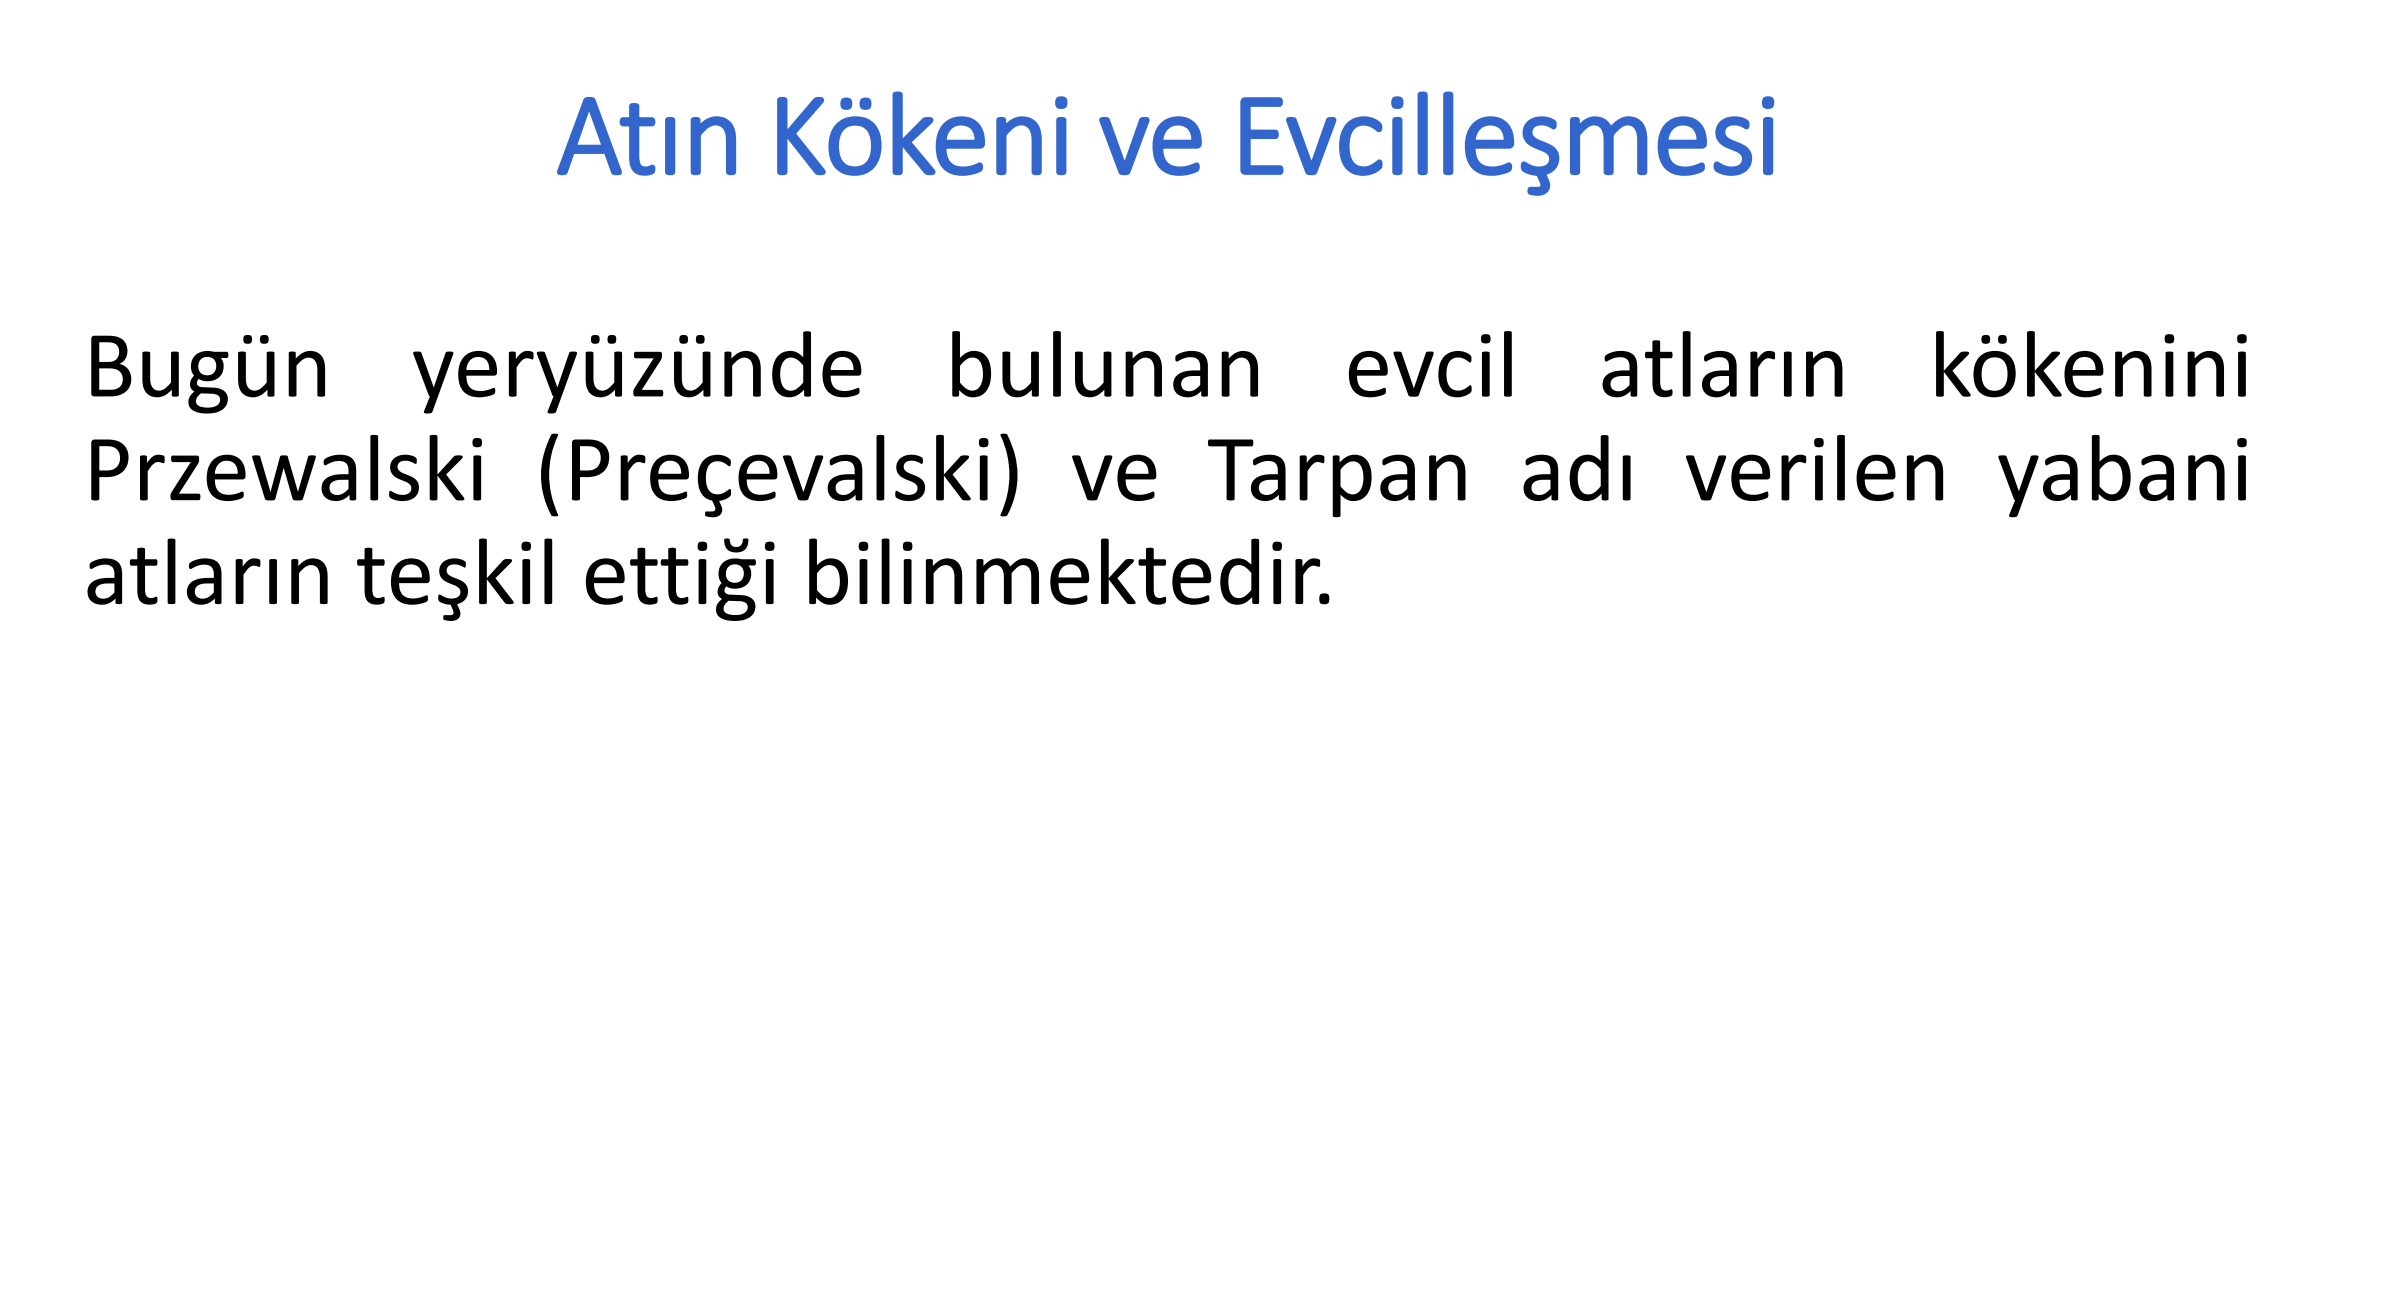 Atın Kökeni ve Evcilleşmesi
Bugün yeryüzünde bulunan evcil atların kökenini
Przewalski (Preçevalski) ve Tarpan adı verilen yabani
atların teşkil ettiği bilinmektedir.